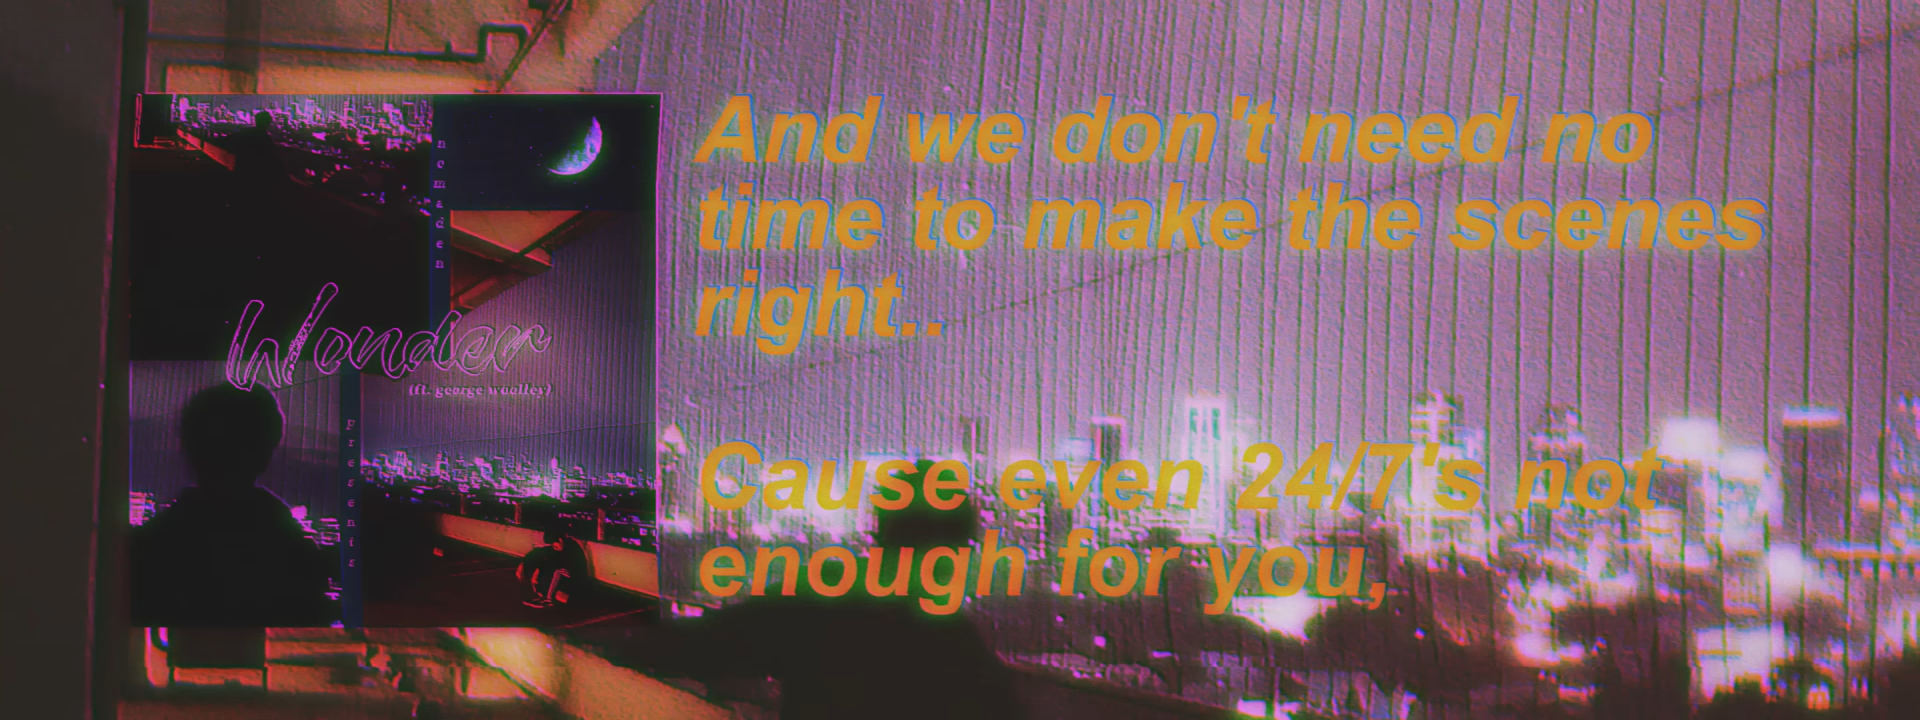 nemaden
Wonder
(ft. george woolley)
presents
And we don't need no
time to make the scenes
right..
Cause even 24/7's not
enough for you,